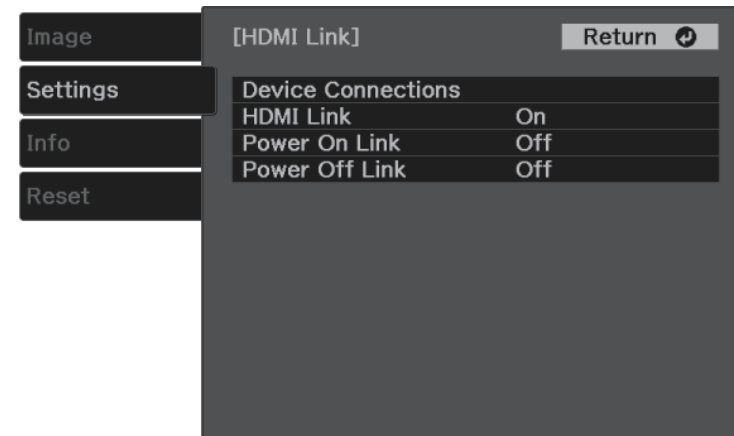 Image
Settings
Info
Reset
[HDMI Link]
Return
Device Connections
HDMI Link On
Power On Link Off
Power Off Link Off